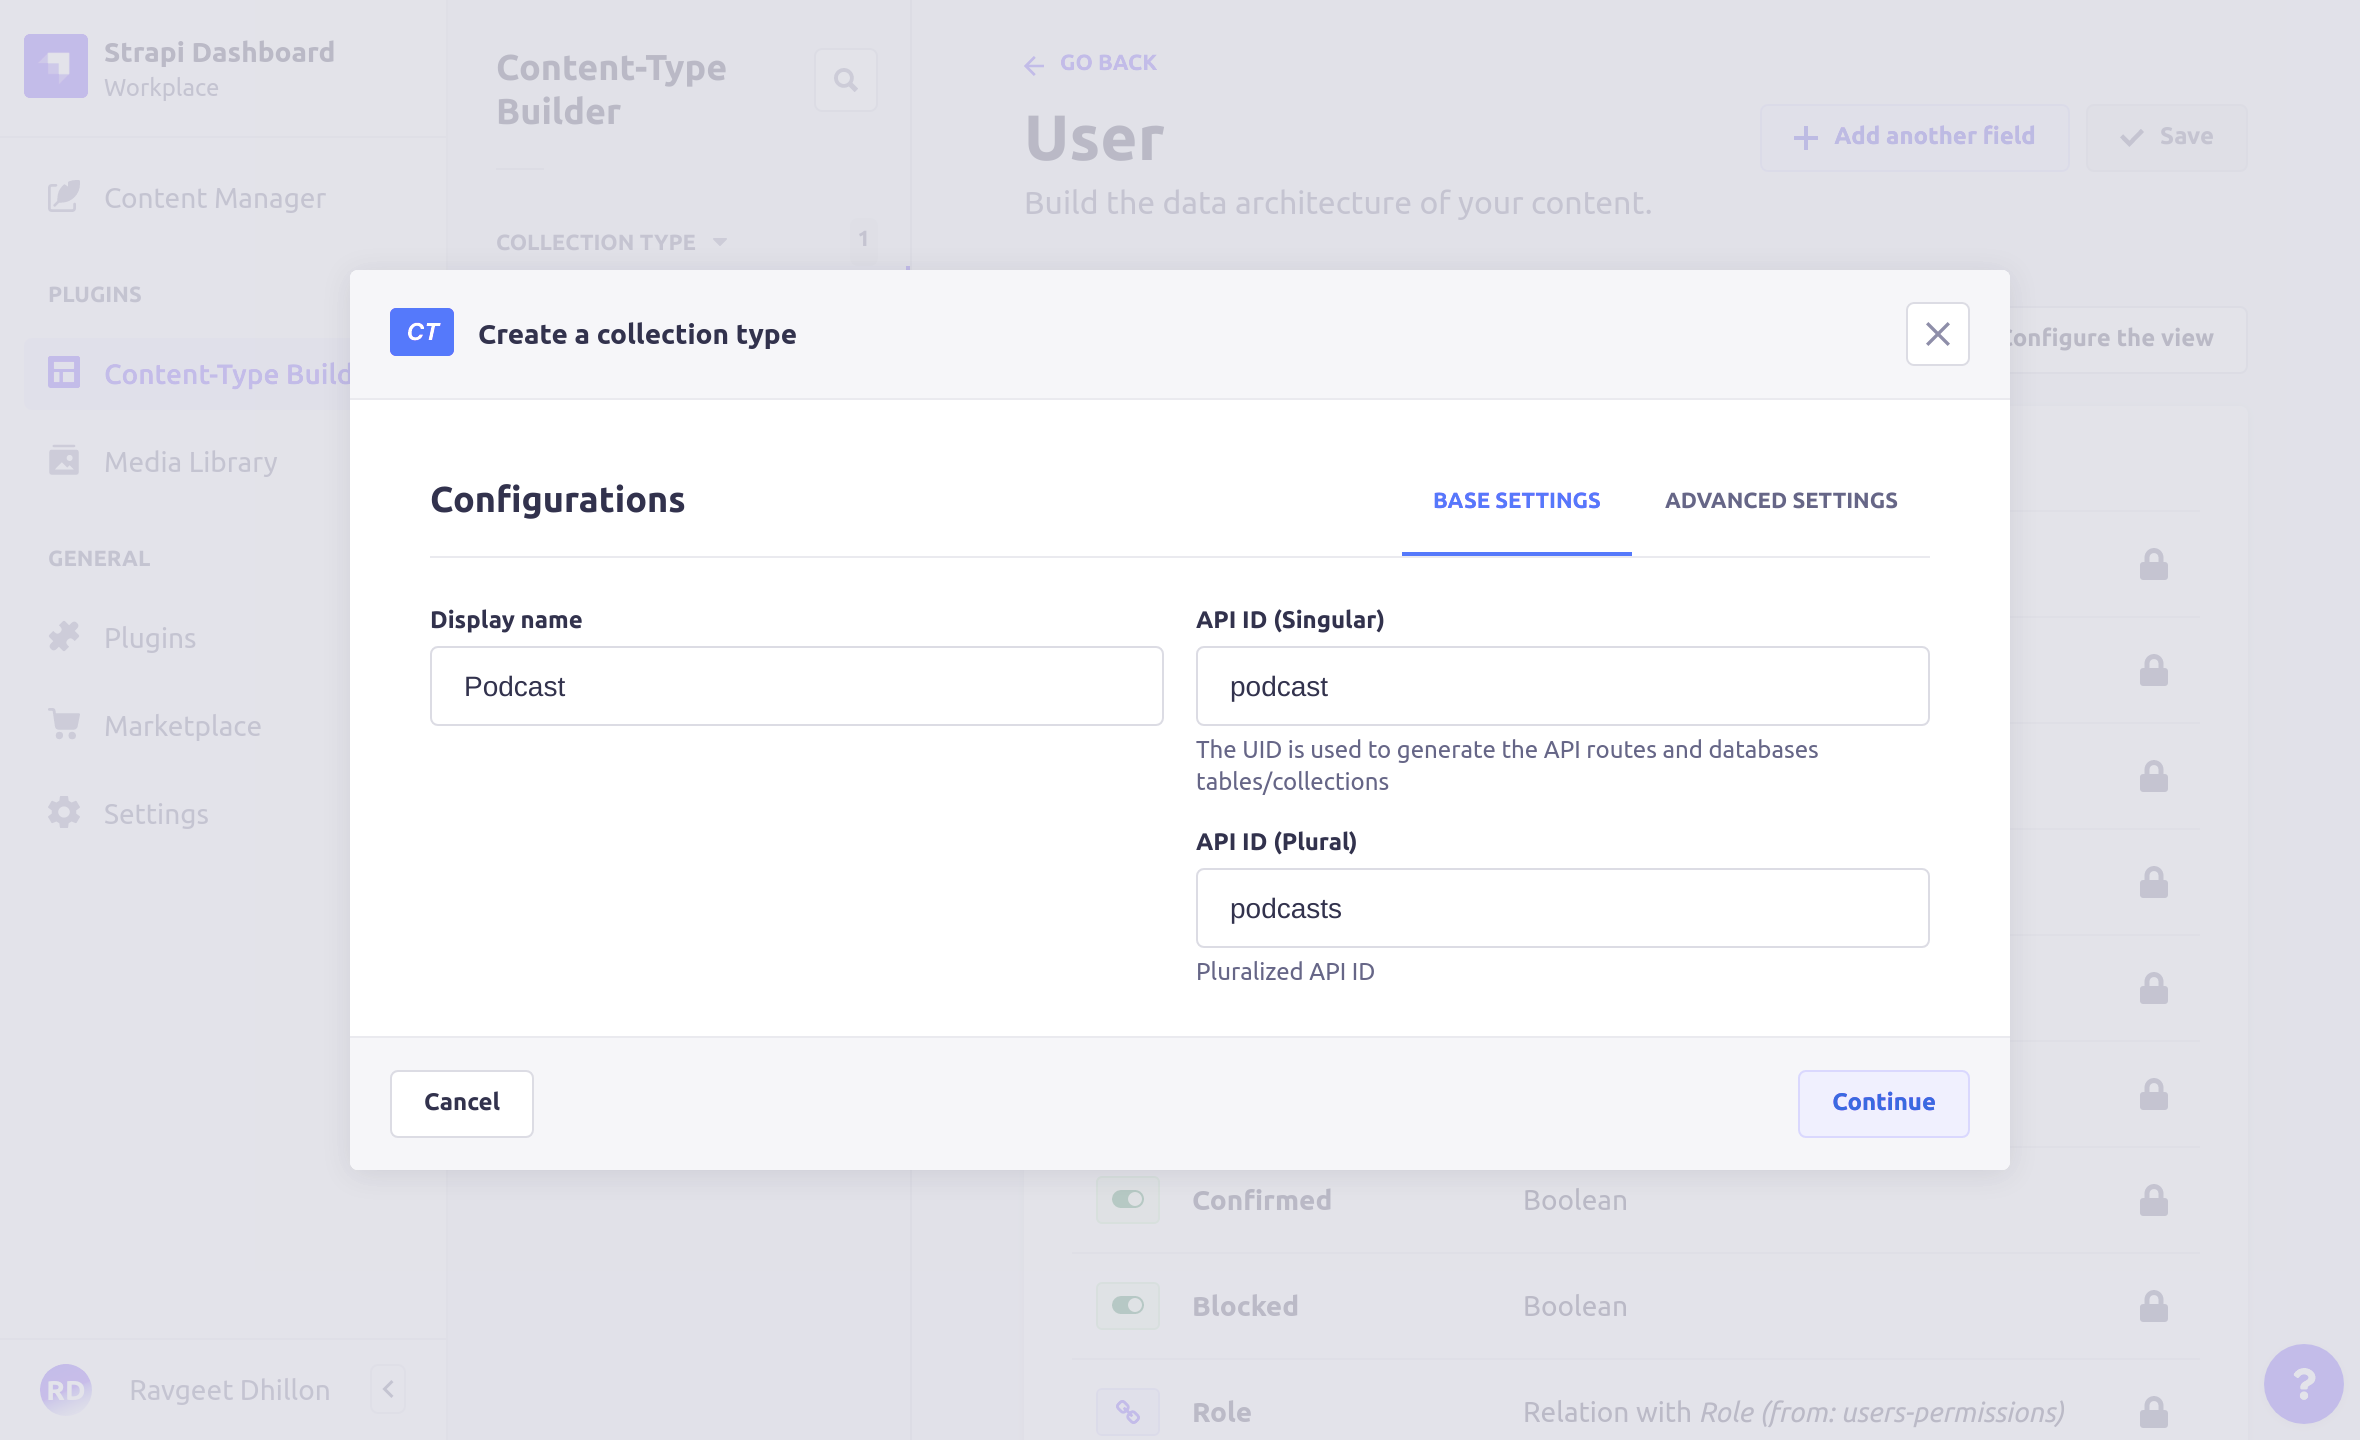 Strapi Dashboard
Workplace
Content Manager
PLUGINS
Content-Type Build
Media Library
GENERAL
Plugins
Marketplace
Settings
RD
Ravgeet Dhillon
Content-Type
Builder
COLLECTION TYPE
1
GO BACK
User
Build the data architecture of your content.
Add another field
Save
Configure the view
CT
Create a collection type
Configurations
BASE SETTINGS
ADVANCED SETTINGS
Display name
Podcast
API ID (Singular)
podcast
The UID is used to generate the API routes and databases
tables/collections
API ID (Plural)
podcasts
Pluralized API ID
Cancel
Continue
Confirmed
Boolean
Blocked
Boolean
Role
Relation with Role (from: users-permissions)
?